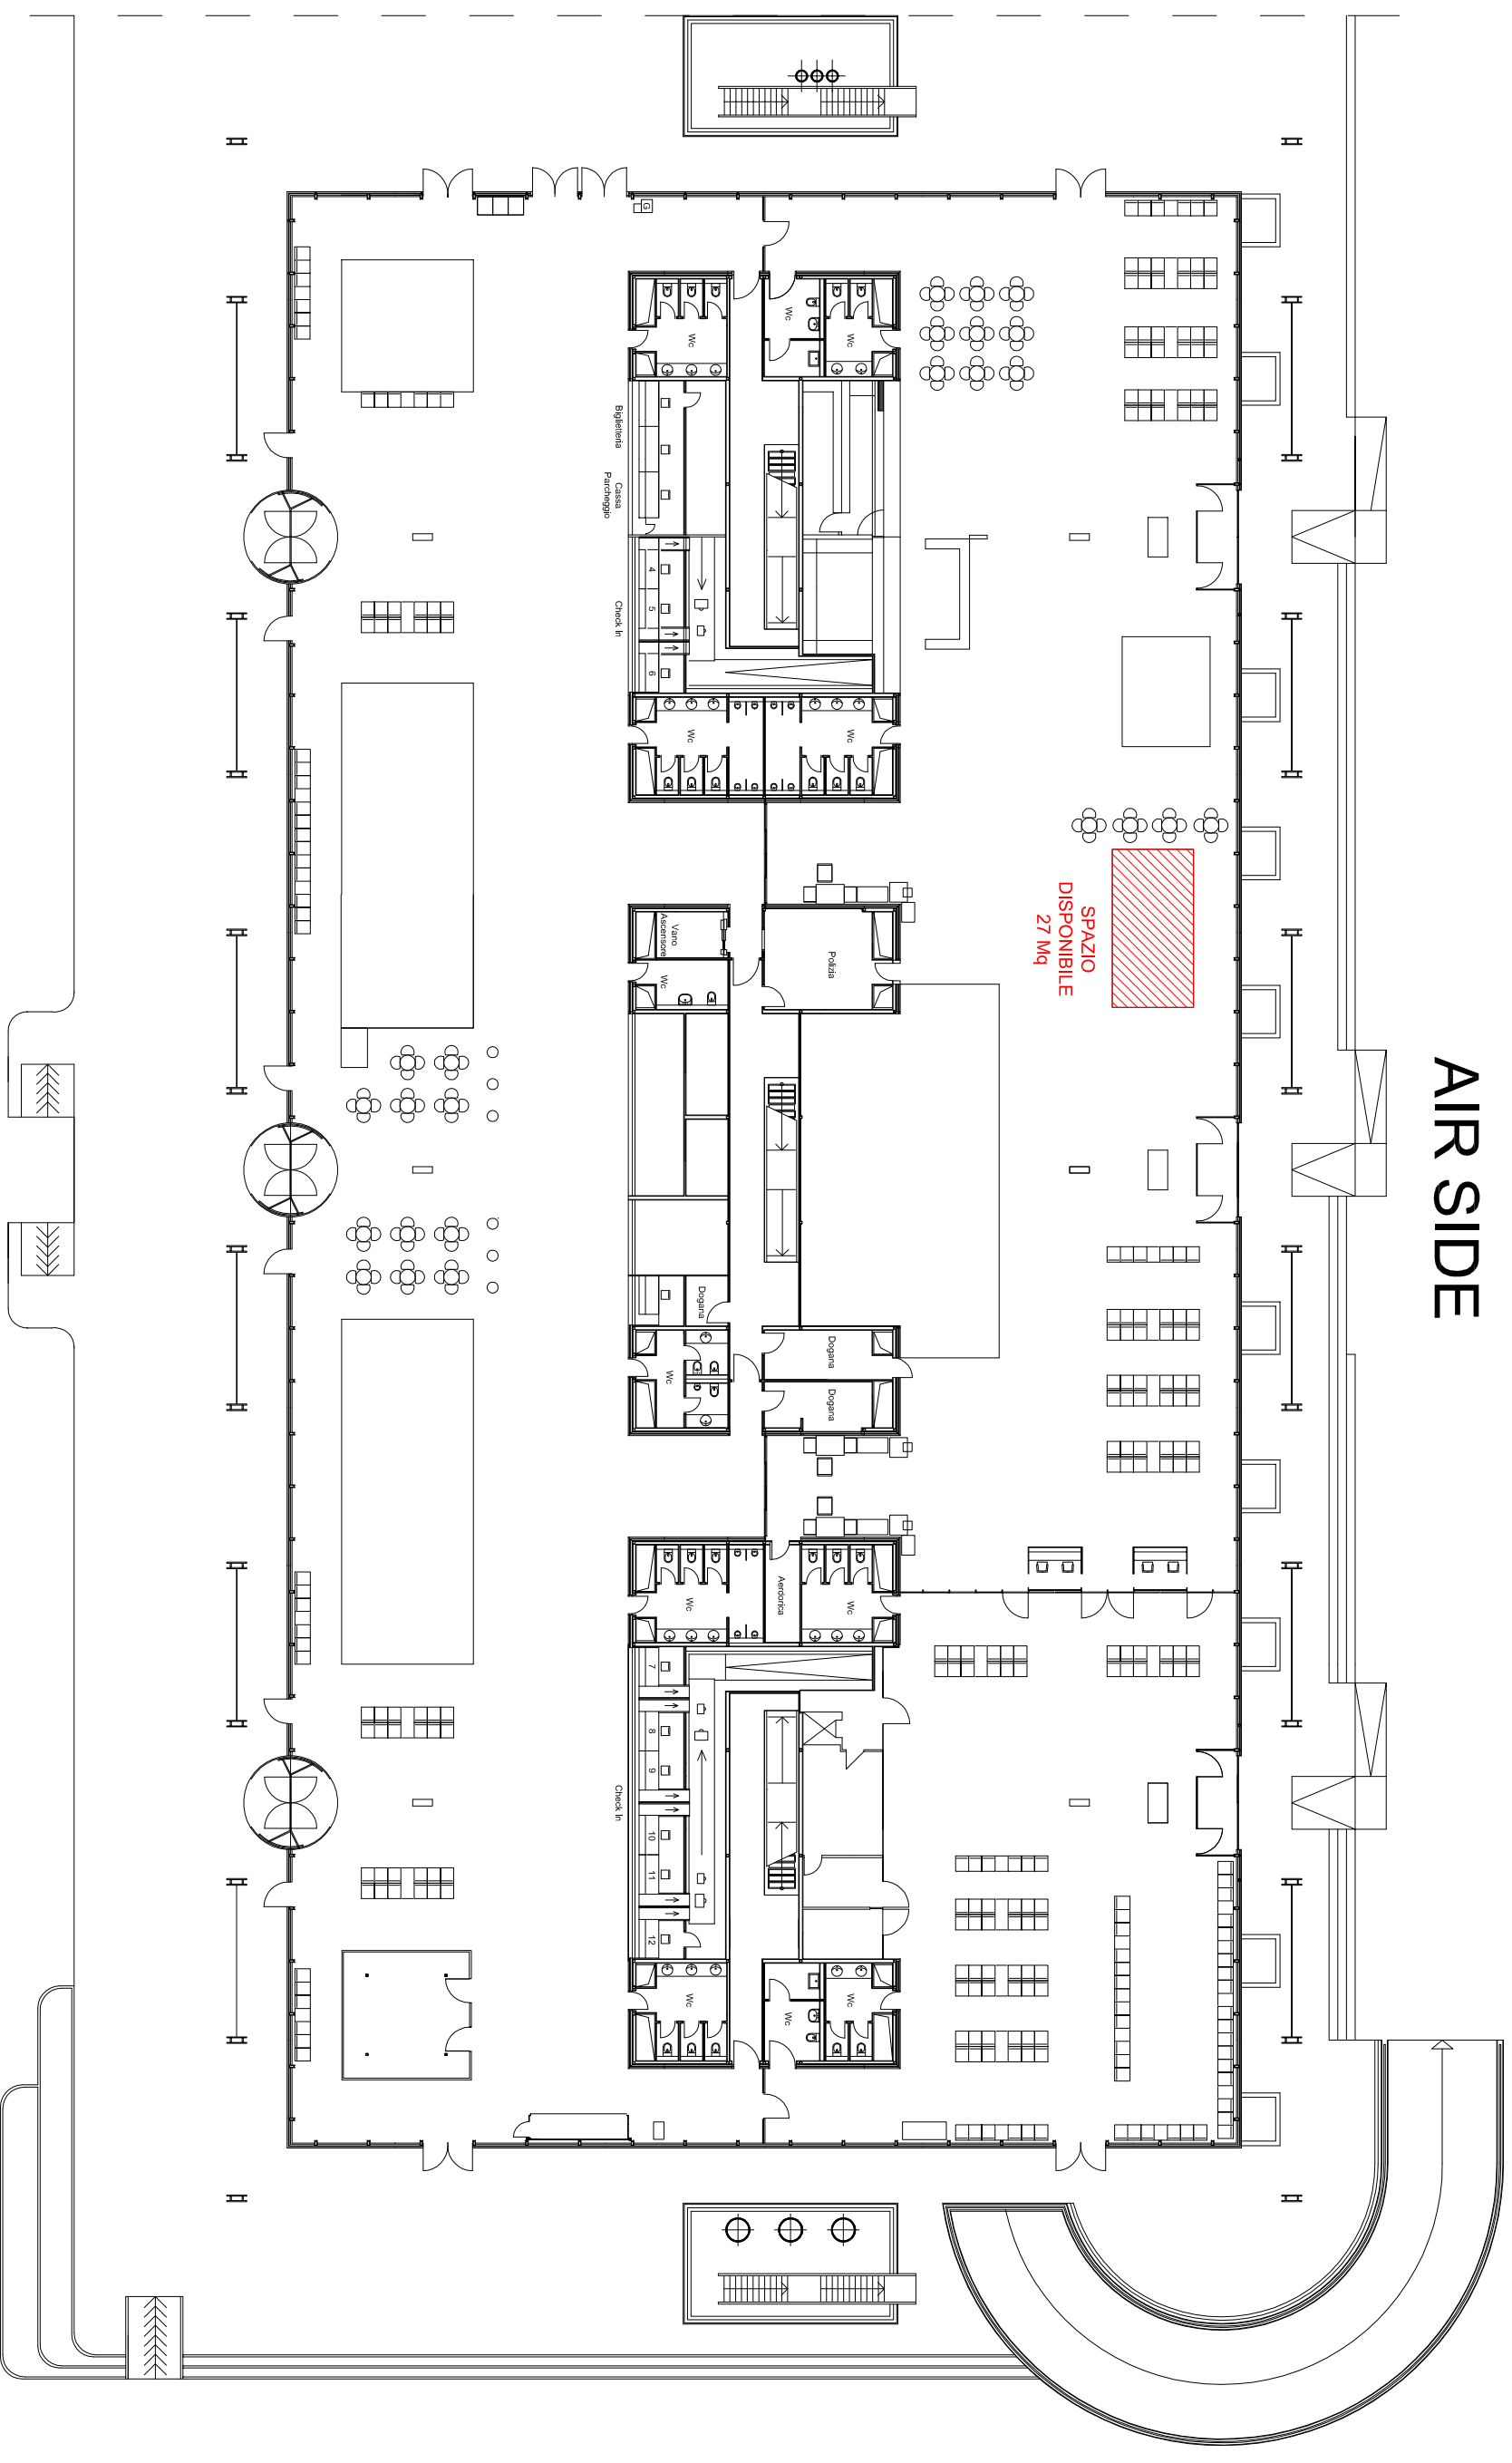 AIR SIDE
SPAZIO
DISPONIBILE
27 Mq
G
Wc
Wc
Wc
Biglietteria
Cassa
Parcheggio
Check In
4
5
6
Wc
Wc
Vano
Ascensore
Wc
Polizia
Dogana
Dogana
Dogana
Wc
Wc
Aerdorica
Wc
Check In
7
8
9
10
11
12
Wc
Wc
Wc